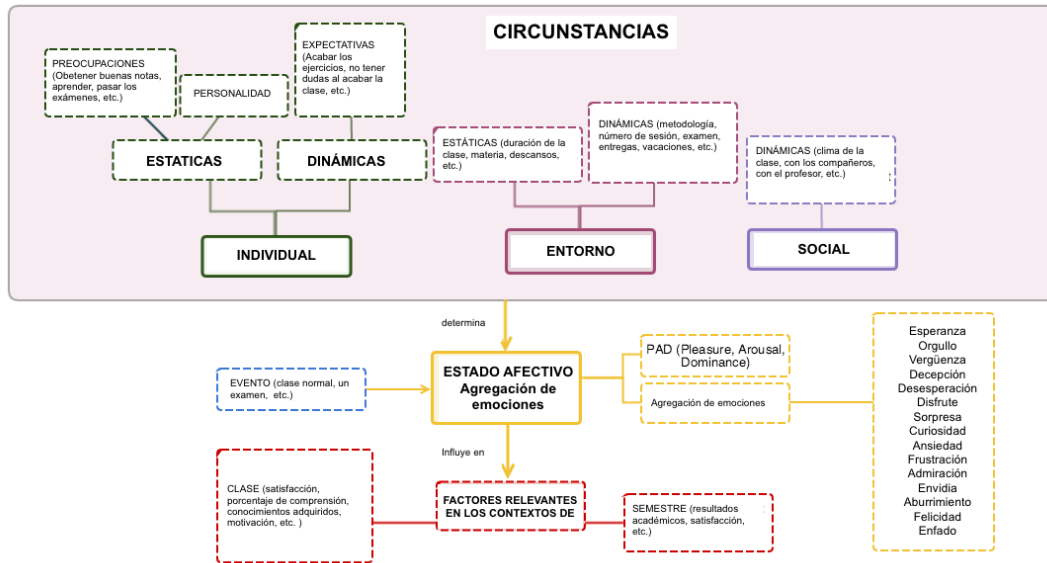 CIRCUNSTANCIAS
PREOCUPACIONES
(Obetener buenas notas,
aprender, pasar los
exámenes, etc.)
PERSONALIDAD
EXPECTATIVAS
(Acabar los
ejercicios, no tener
dudas al acabar la
clase, etc.)
ESTATICAS
DINÁMICAS
INDIVIDUAL
ESTÁTICAS (duración de la
clase, materia, descansos,
etc.)
DINÁMICAS (metodología,
número de sesión, examen,
entregas, vacaciones, etc.)
ENTORNO
DINÁMICAS (clima de la
clase, con los compañeros,
con el profesor, etc.)
SOCIAL
determina
EVENTO (clase normal, un
examen, etc.)
ESTADO AFECTIVO
Agregación de
emociones
PAD (Pleasure, Arousal,
Dominance)
Agregación de emociones
Esperanza
Orgullo
Vergüenza
Decepción
Desesperación
Disfrute
Sorpresa
Curiosidad
Ansiedad
Frustración
Admiración
Envidia
Aburrimiento
Felicidad
Enfado
Influye en
CLASE (satisfacción,
porcentaje de comprensión,
conocimientos adquiridos,
motivación, etc. )
FACTORES RELEVANTES
EN LOS CONTEXTOS DE
SEMESTRE (resultados
académicos, satisfacción,
etc.)